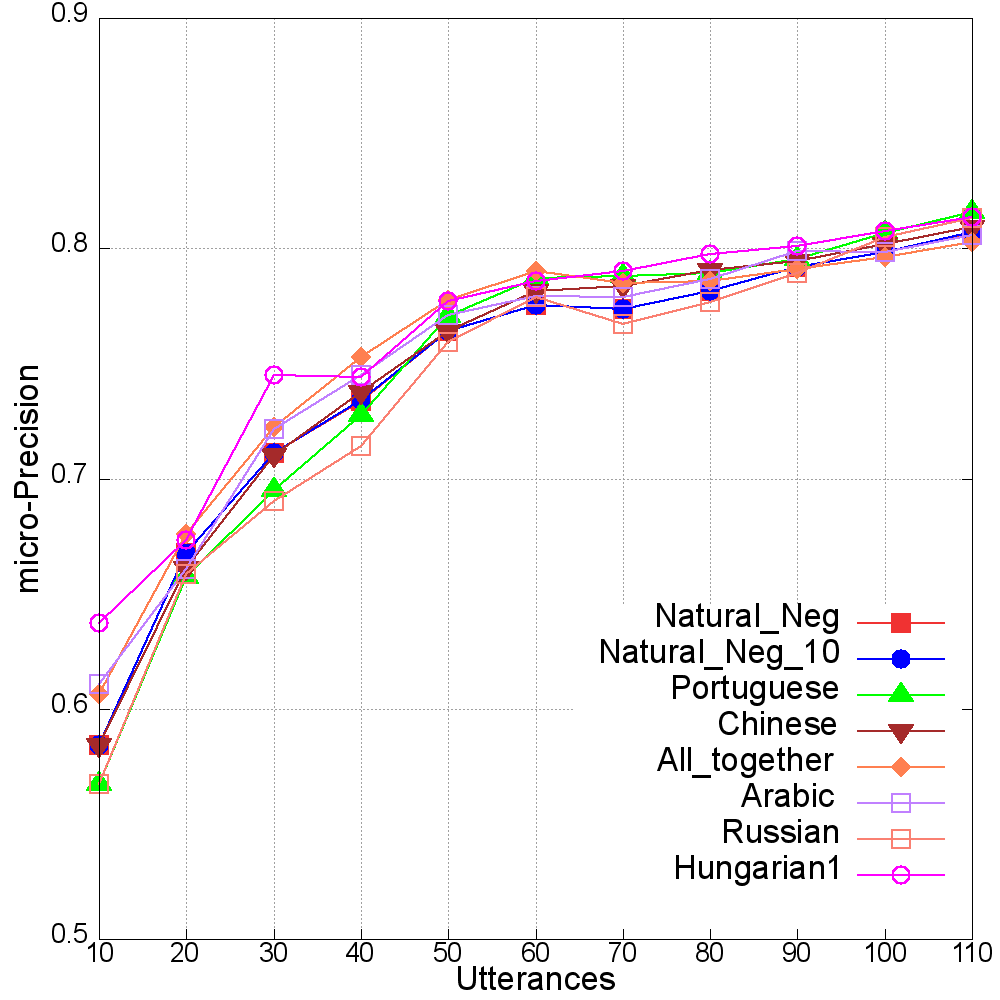 0.9
0.8
0.7
0.6
0.5
micro-Precision
Natural_Neg
Natural_Neg_10
Portuguese
Chinese
All_together
Arabic
Russian
Hungarian1
10 20 30 40 50 60 70 80 90 100 110
Utterances